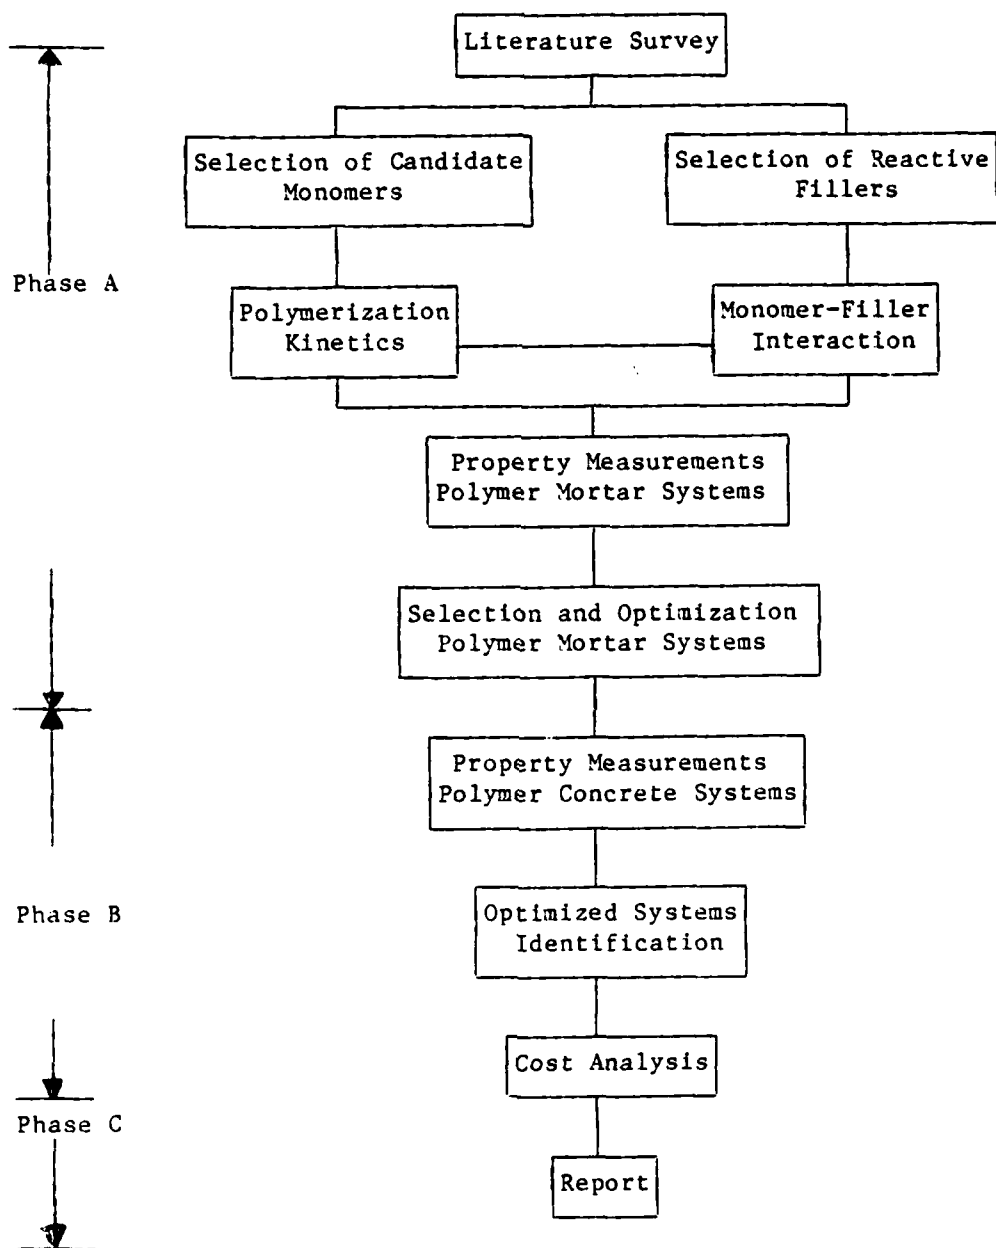 Literature Survey
Selection of Candidate
Monomers
Selection of Reactive
Fillers
Phase A
Polymerization
Kinetics
Monomer-Filler
Interaction
Property Measurements
Polymer Mortar Systems
Selection and Optimization
Polymer Mortar Systems
Property Measurements
Polymer Concrete Systems
Phase B
Optimized Systems
Identification
Cost Analysis
Phase C
Report